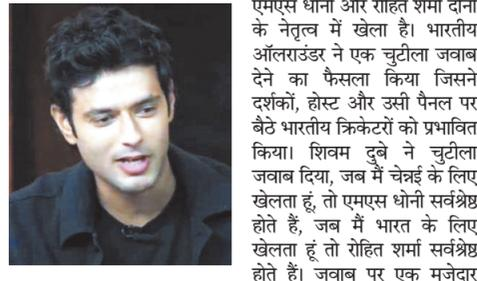 एमएस धोनी और रोहित शर्मा दोनों
के नेतृत्व में खेला है। भारतीय
ऑलराउंडर ने एक चुटीला जवाब
देने का फैसला किया जिसने
दर्शकों, होस्ट और उसी पैनल पर
बैठे भारतीय क्रिकेटरों को प्रभावित
किया। शिवम दुबे ने चुटीला
जवाब दिया, जब मैं चेन्नई के लिए
खेलता हूं, तो एमएस धोनी सर्वश्रेष्ठ
होते हैं, जब मैं भारत के लिए
खेलता हूं तो रोहित शर्मा सर्वश्रेष्ठ
होते हैं। जवाब पर एक मजेदार